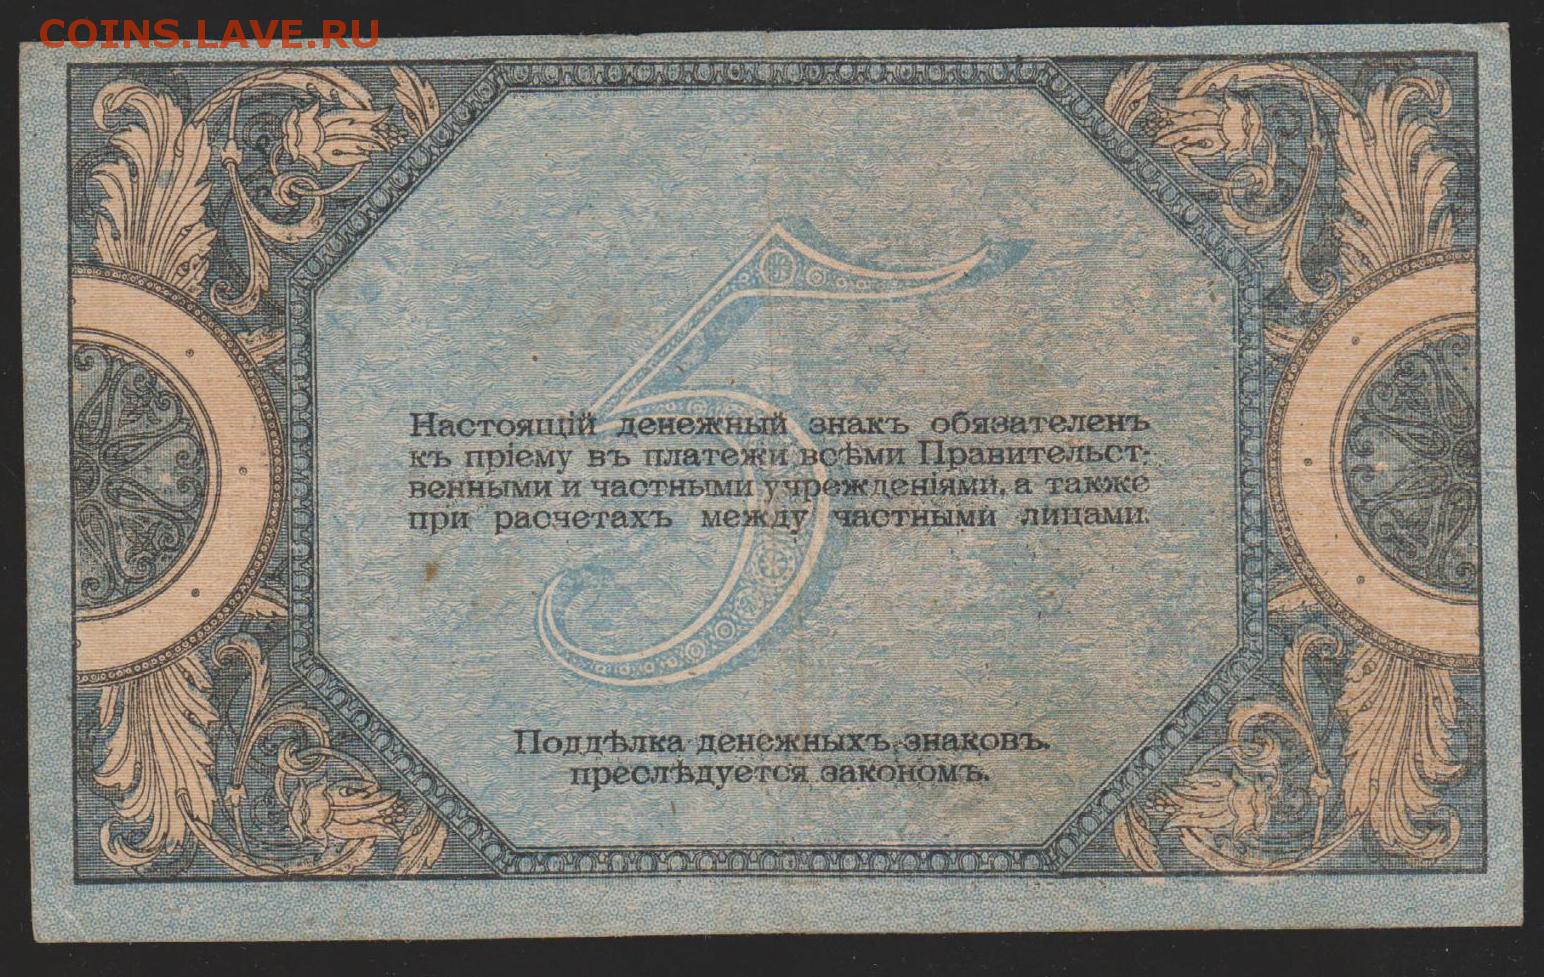 COINS.LAVE.RU
5
Настоящій денежный знакъ обязателенъ
къ пріему въ платежи всѣми Правительст-
венными и частными учрежденіями, а также
при расчетахъ между частными лицами.
Поддѣлка денежныхъ знаковъ
преслѣдуется закономъ.